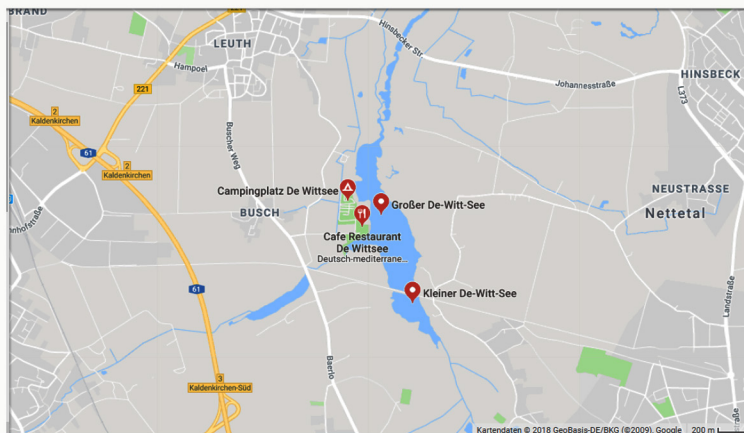 BRAND
221
LEUTH
Hinsbecker Str.
Hampoel
Johannesstraße
HINSBECK
L373
221
2
Kaldenkirchen
61
2
Kaldenkirchen
Buscher Weg
Campingplatz De Wittsee
NEUSTRASSE
Großer De-Witt-See
BUSCH
Nettetal
Cafe Restaurant
De Wittsee
Deutsch-mediterrane...
61
Kleiner De-Witt-See
Landstraße
Baerlo
3
Kaldenkirchen-Süd
Kartendaten © 2018 GeoBasis-DE/BKG (©2009), Google 200 m